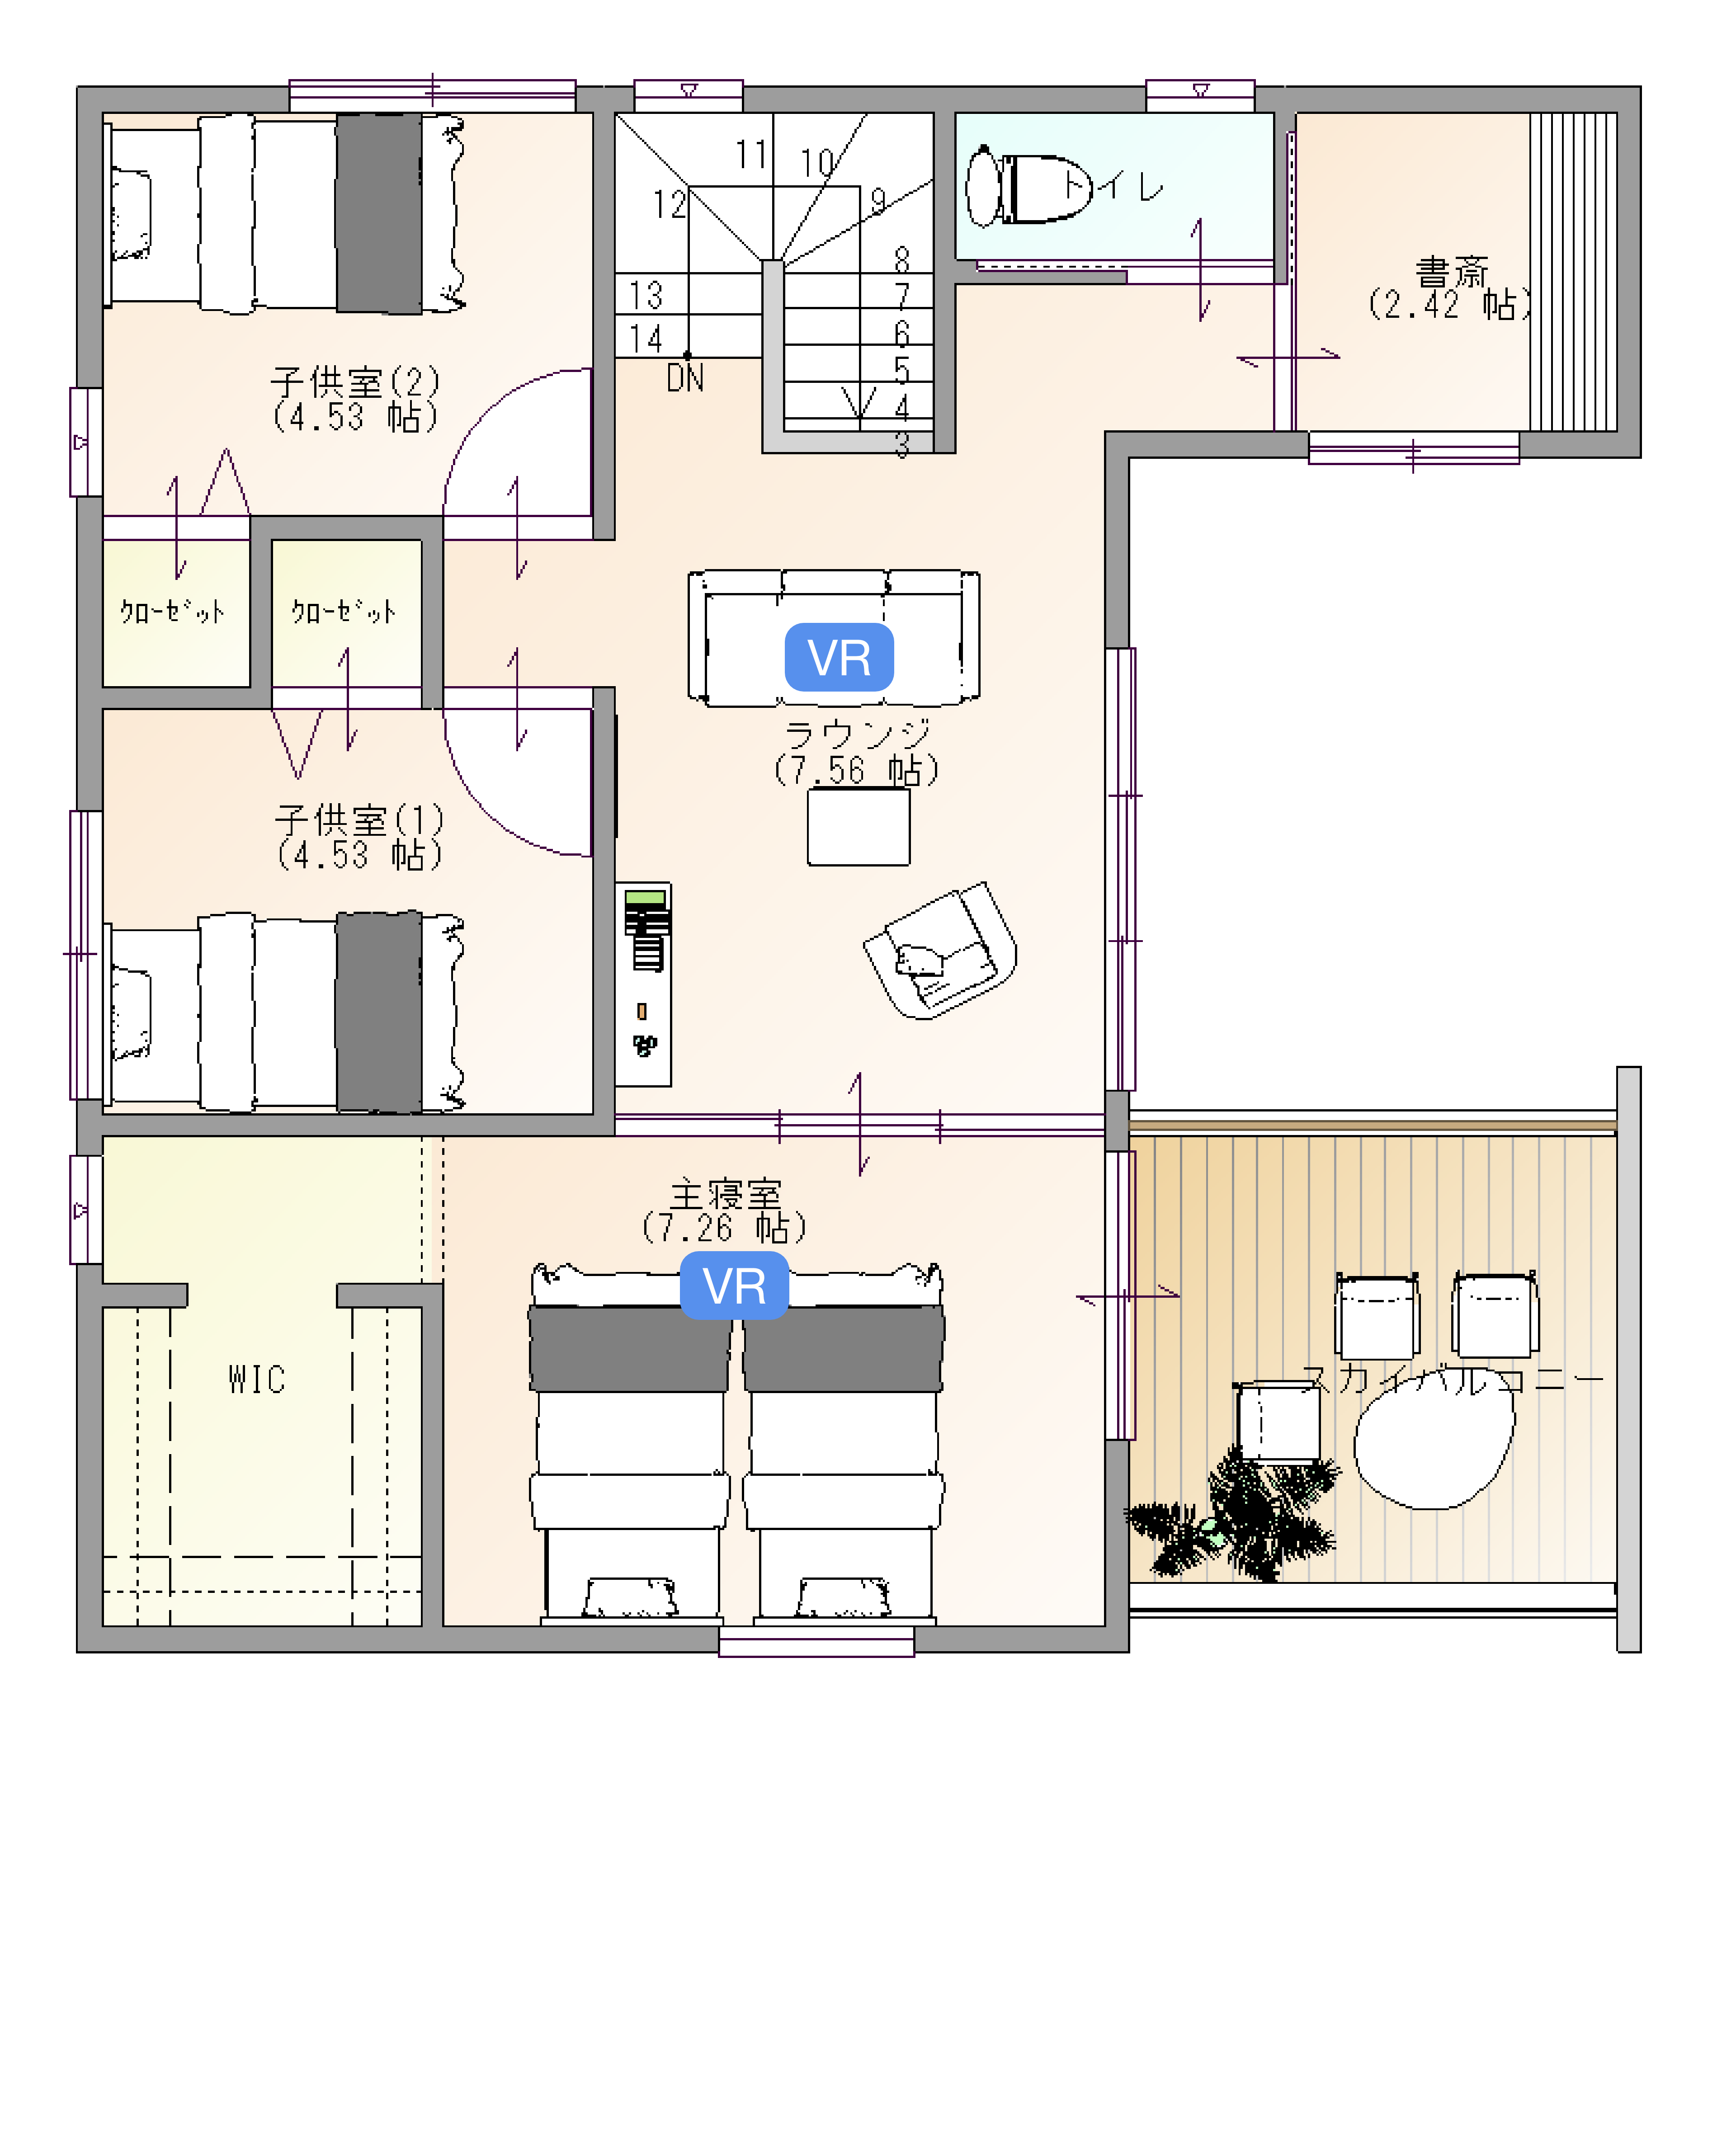 11
10
12
9
トイレ
8
書斎
(2.42 帖)
13
7
14
6
DN
5
子供室(2)
(4.53 帖)
4
3
クローゼット
クローゼット
VR
ラウンジ
(7.56 帖)
子供室(1)
(4.53 帖)
主寝室
(7.26 帖)
VR
WIC
スカイバルコニー